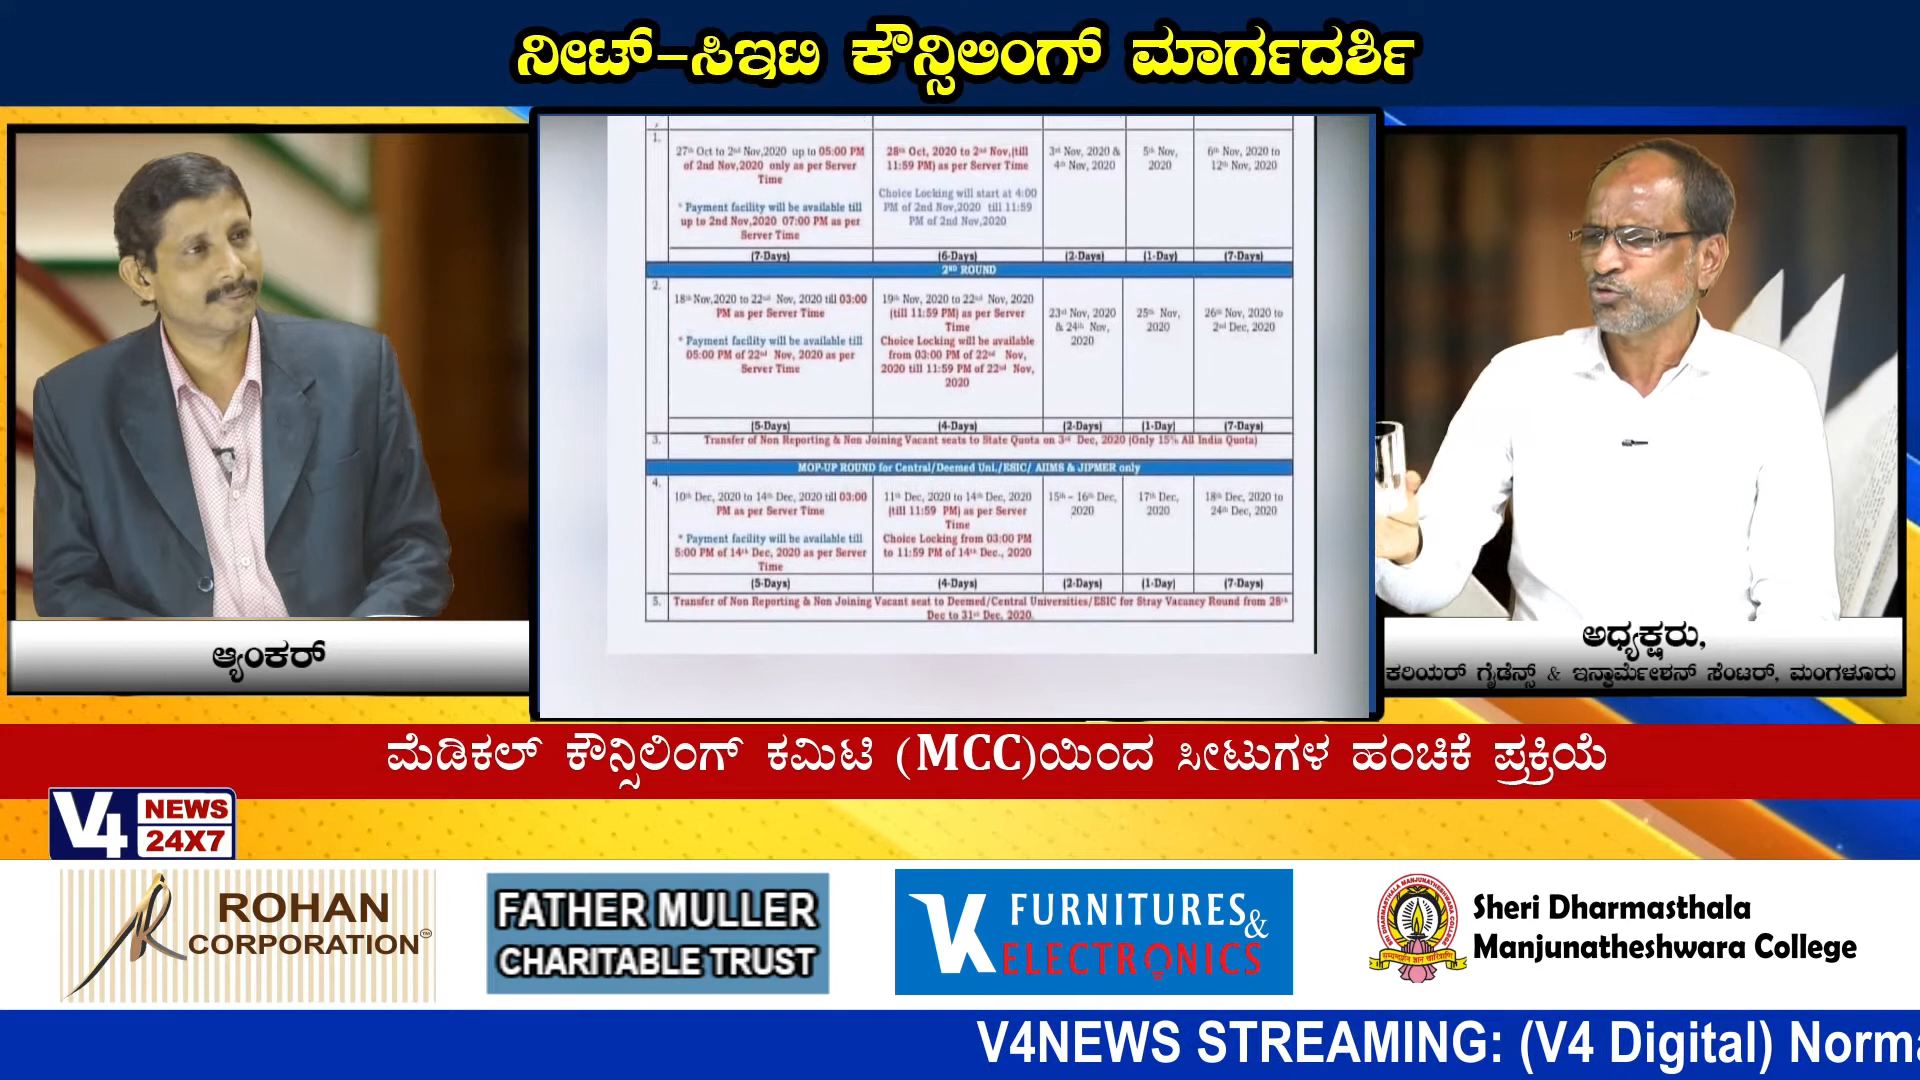 ನೀಟ್-ಸಿಇಟಿ ಕೌನ್ಸಿಲಿಂಗ್ ಮಾರ್ಗದರ್ಶಿ
1.
27th Oct to 2nd Nov,2020 up to 05:00 PM of 2nd Nov,2020 only as per Server Time
* Payment facility will be available till up to 2nd Nov,2020 07:00 PM as per Server Time
(7-Days)
28th Oct, 2020 to 2nd Nov,(till 11:59 PM) as per Server Time
Choice Locking will start at 4:00 PM of 2nd Nov,2020 till 11:59 PM of 2nd Nov,2020
(6-Days)
3rd Nov, 2020 & 4th Nov, 2020
(2-Days)
5th Nov, 2020
(1-Day)
6th Nov, 2020 to 12th Nov, 2020
(7-Days)
2ND ROUND
2.
18th Nov,2020 to 22nd Nov, 2020 till 03:00 PM as per Server Time
* Payment facility will be available till 05:00 PM of 22nd Nov, 2020 as per Server Time
(5-Days)
19th Nov, 2020 to 22nd Nov, 2020 (till 11:59 PM) as per Server Time
Choice Locking will be available from 03:00 PM of 22nd Nov, 2020 till 11:59 PM of 22nd Nov, 2020
(4-Days)
23rd Nov, 2020 & 24th Nov, 2020
(2-Days)
25th Nov, 2020
(1-Day)
26th Nov, 2020 to 2nd Dec, 2020
(7-Days)
3. Transfer of Non Reporting & Non Joining Vacant seats to State Quota on 3rd Dec, 2020 (Only 15% All India Quota)
MOP-UP ROUND for Central/Deemed Uni./ESIC/ AIIMS & JIPMER only
4.
10th Dec, 2020 to 14th Dec, 2020 till 03:00 PM as per Server Time
* Payment facility will be available till 5:00 PM of 14th Dec, 2020 as per Server Time
(5-Days)
11th Dec, 2020 to 14th Dec, 2020 (till 11:59 PM) as per Server Time
Choice Locking from 03:00 PM to 11:59 PM of 14th Dec., 2020
(4-Days)
15th - 16th Dec, 2020
(2-Days)
17th Dec, 2020
(1-Day)
18th Dec, 2020 to 24th Dec, 2020
(7-Days)
5. Transfer of Non Reporting & Non Joining Vacant seat to Deemed/Central Universities/ESIC for Stray Vacancy Round from 28th Dec to 31st Dec, 2020.
ಆ್ಯಂಕರ್
ಅಧ್ಯಕ್ಷರು,
ಕರಿಯರ್ ಗೈಡೆನ್ಸ್ & ಇನ್ಫಾರ್ಮೇಶನ್ ಸೆಂಟರ್, ಮಂಗಳೂರು
ಮೆಡಿಕಲ್ ಕೌನ್ಸಿಲಿಂಗ್ ಕಮಿಟಿ (MCC)ಯಿಂದ ಸೀಟುಗಳ ಹಂಚಿಕೆ ಪ್ರಕ್ರಿಯೆ
V4 NEWS 24X7
ROHAN CORPORATION™
FATHER MULLER CHARITABLE TRUST
VK FURNITURES & ELECTRONICS
Sheri Dharmasthala Manjunatheshwara College
V4NEWS STREAMING: (V4 Digital) Norma